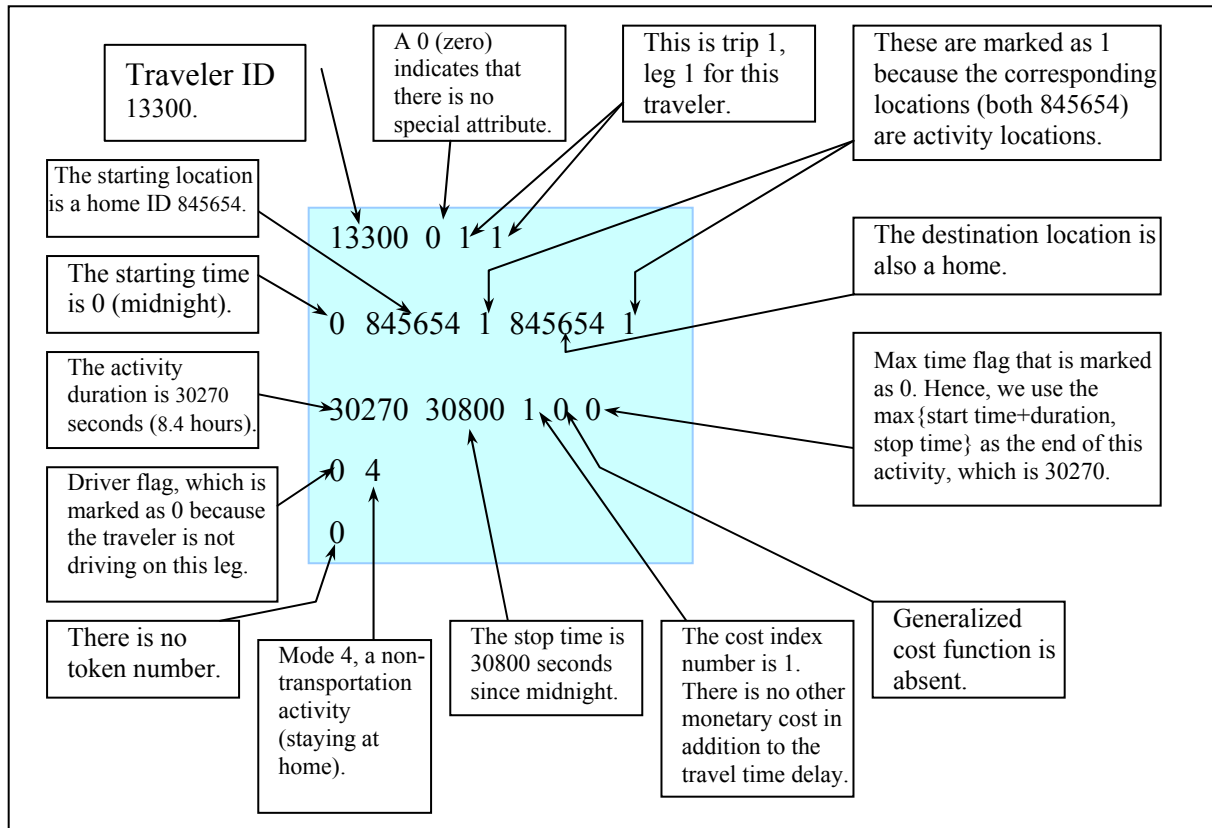 Traveler ID
13300.
A 0 (zero)
indicates that
there is no
special attribute.
This is trip 1,
leg 1 for this
traveler.
These are marked as 1
because the corresponding
locations (both 845654)
are activity locations.
The starting location
is a home ID 845654.
13300 0 1 1
The destination location is
also a home.
The starting time
is 0 (midnight).
0 845654 1 845654 1
The
activity
duration is 30270
seconds (8.4 hours).
30270 30800 1 0 0
Max time flag that is marked
as 0. Hence, we use the
max{start time+duration,
stop time} as the end of this
activity, which is 30270.
Driver flag, which is
marked as 0 because
the traveler is not
driving on this leg.
0 4
0
There is no
token number.
Mode 4, a non-
transportation
activity
(staying at
home).
The stop time is
30800 seconds
since midnight.
The cost index
number is 1.
There is no other
monetary cost in
addition to the
travel time delay.
Generalized
cost function is
absent.